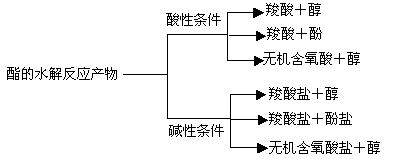 酯的水解反应产物
酸性条件
羧酸＋醇
羧酸＋酚
无机含氧酸＋醇
碱性条件
羧酸盐＋醇
羧酸盐＋酚盐
无机含氧酸盐＋醇